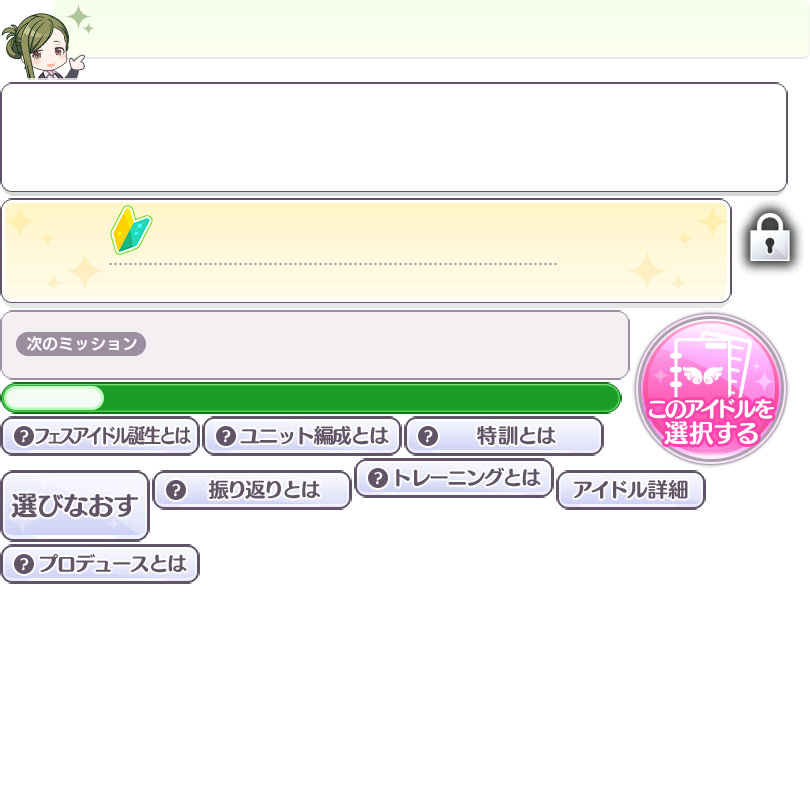 次のミッション
このアイドルを
選択する
?フェスアイドル誕生とは
?ユニット編成とは
?特訓とは
選びなおす
?振り返りとは
?トレーニングとは
アイドル詳細
?プロデュースとは